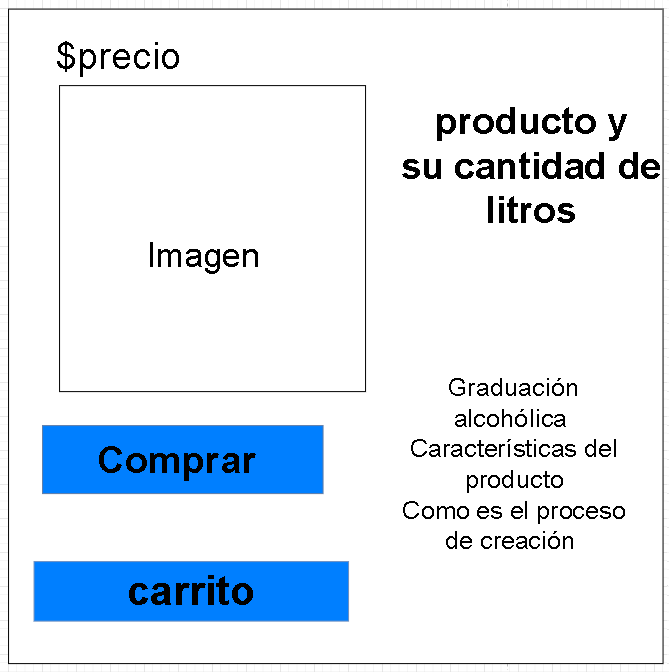 $precio
Imagen
Comprar
carrito
producto y
su cantidad de
litros
Graduación
alcohólica
Características del
producto
Como es el proceso
de creación